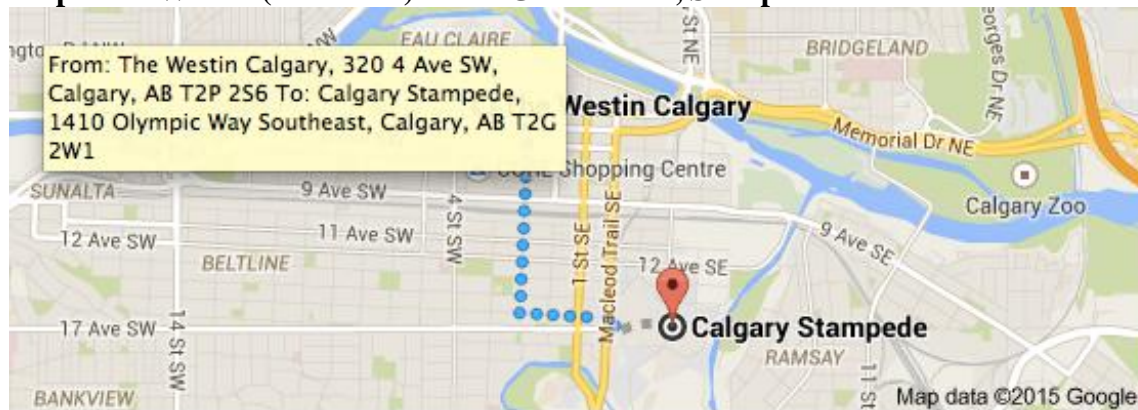 EAU CLAIRE
St NE
BRIDGELAND
From: The Westin Calgary, 320 4 Ave SW,
Calgary, AB T2P 2S6 To: Calgary Stampede,
1410 Olympic Way Southeast, Calgary, AB T2G
2W1
Westin Calgary
Memorial Dr NE
Shopping Centre
SUNALTA
9 Ave SW
4 St SW
Calgary Zoo
12 Ave SW
11 Ave SW
1 St SE
Macleod Trail SE
9 Ave SE
BELTLINE
12 Ave SE
17 Ave SW
14 St SW
Calgary Stampede
RAMSAY
BANKVIEW
Map data ©2015 Google